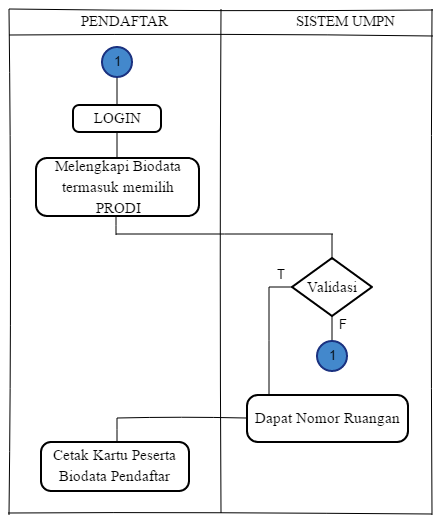 PENDAFTAR
SISTEM UMPN
1
LOGIN
Melengkapi Biodata
termasuk memilih
PRODI
Validasi
T
F
1
Dapat Nomor Ruangan
Cetak Kartu Peserta
Biodata Pendaftar